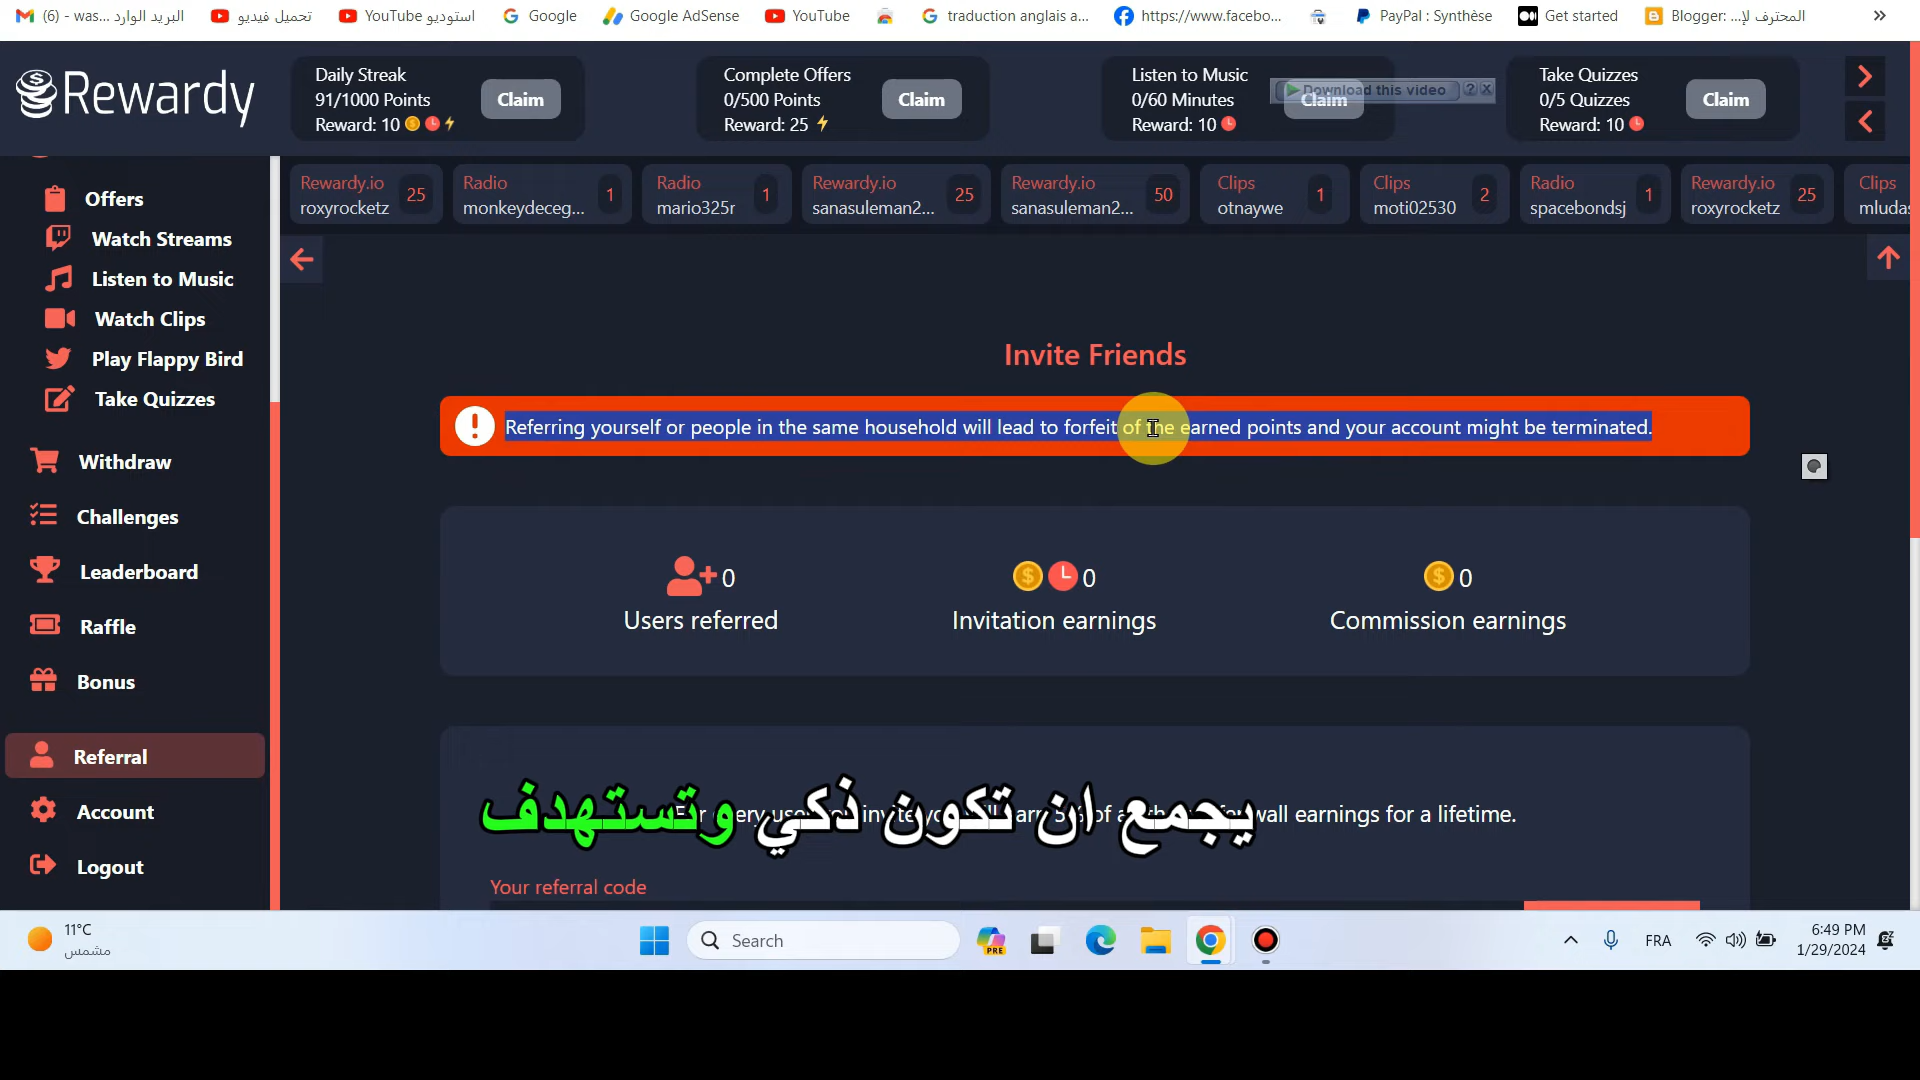 (6) - was... البريد الوارد
تحميل فيديو
YouTube استوديو
Google
Google AdSense
YouTube
traduction anglais a...
https://www.facebo...
PayPal : Synthèse
Get started
Blogger: ...المحترف لإ
»
Rewardy
Daily Streak
91/1000 Points
Reward: 10
Claim
Complete Offers
0/500 Points
Reward: 25
Claim
Listen to Music
0/60 Minutes
Reward: 10
Claim
Download this video
Take Quizzes
0/5 Quizzes
Reward: 10
Claim
Rewardy.io
roxyrocketz
25
Radio
monkeydeceg...
1
Radio
mario325r
1
Rewardy.io
sanasuleman2...
25
Rewardy.io
sanasuleman2...
50
Clips
otnaywe
1
Clips
moti02530
2
Radio
spacebondsj
1
Rewardy.io
roxyrocketz
25
Clips
mludas
Offers
Watch Streams
Listen to Music
Watch Clips
Play Flappy Bird
Take Quizzes
Withdraw
Challenges
Leaderboard
Raffle
Bonus
Referral
Account
Logout
Invite Friends
Referring yourself or people in the same household will lead to forfeit of the earned points and your account might be terminated.
0
Users referred
0
Invitation earnings
0
Commission earnings
wall earnings for a lifetime.
يجمع ان تكون ذكي وتستهدف
Your referral code
11°C
مشمس
Search
PRE
FRA
6:49 PM
1/29/2024